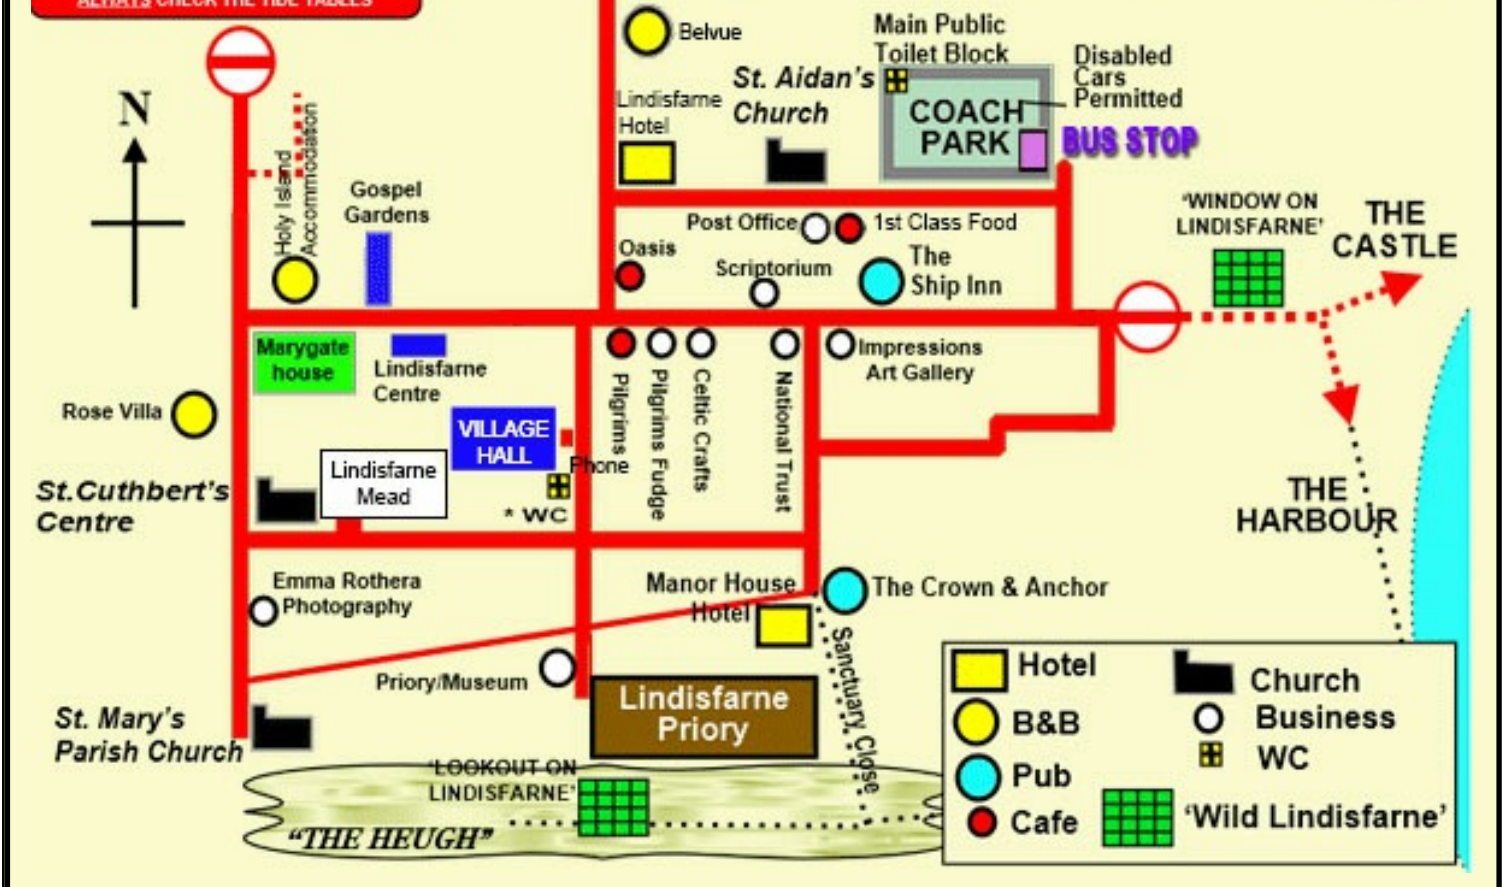 ALWAYS CHECK THE TIDE TABLES
Belvue
Main Public
Toilet Block
Disabled
Cars
Permitted
St. Aidan's
Church
Lindisfarne
Hotel
COACH
PARK
BUS STOP
N
Holy Island
Accommodation
Gospel
Gardens
'WINDOW ON
LINDISFARNE'
THE
CASTLE
Post Office
1st Class Food
Oasis
Scriptorium
The
Ship Inn
Marygate
house
Lindisfarne
Centre
Pilgrims
Pilgrims Fudge
Celtic Crafts
National Trust
Impressions
Art Gallery
Rose Villa
VILLAGE
HALL
Phone
Lindisfarne
Mead
* WC
St.Cuthbert's
Centre
THE
HARBOUR
Emma Rothera
Photography
Manor House
Hotel
The Crown & Anchor
Sanctuary Close
Priory/Museum
Lindisfarne
Priory
St. Mary's
Parish Church
'LOOKOUT ON
LINDISFARNE'
"THE HEUGH"
Hotel
B&B
Pub
Cafe
Church
Business
WC
'Wild Lindisfarne'